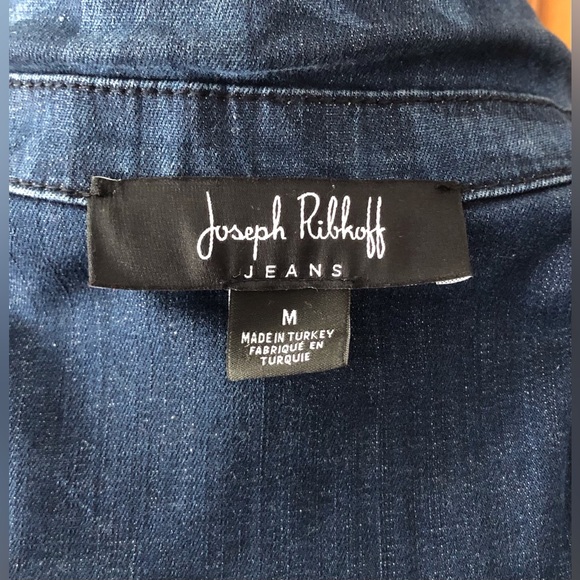 Joseph Ribkoff
JEANS
M
MADE IN TURKEY
FABRIQUÉ EN
TURQUIE